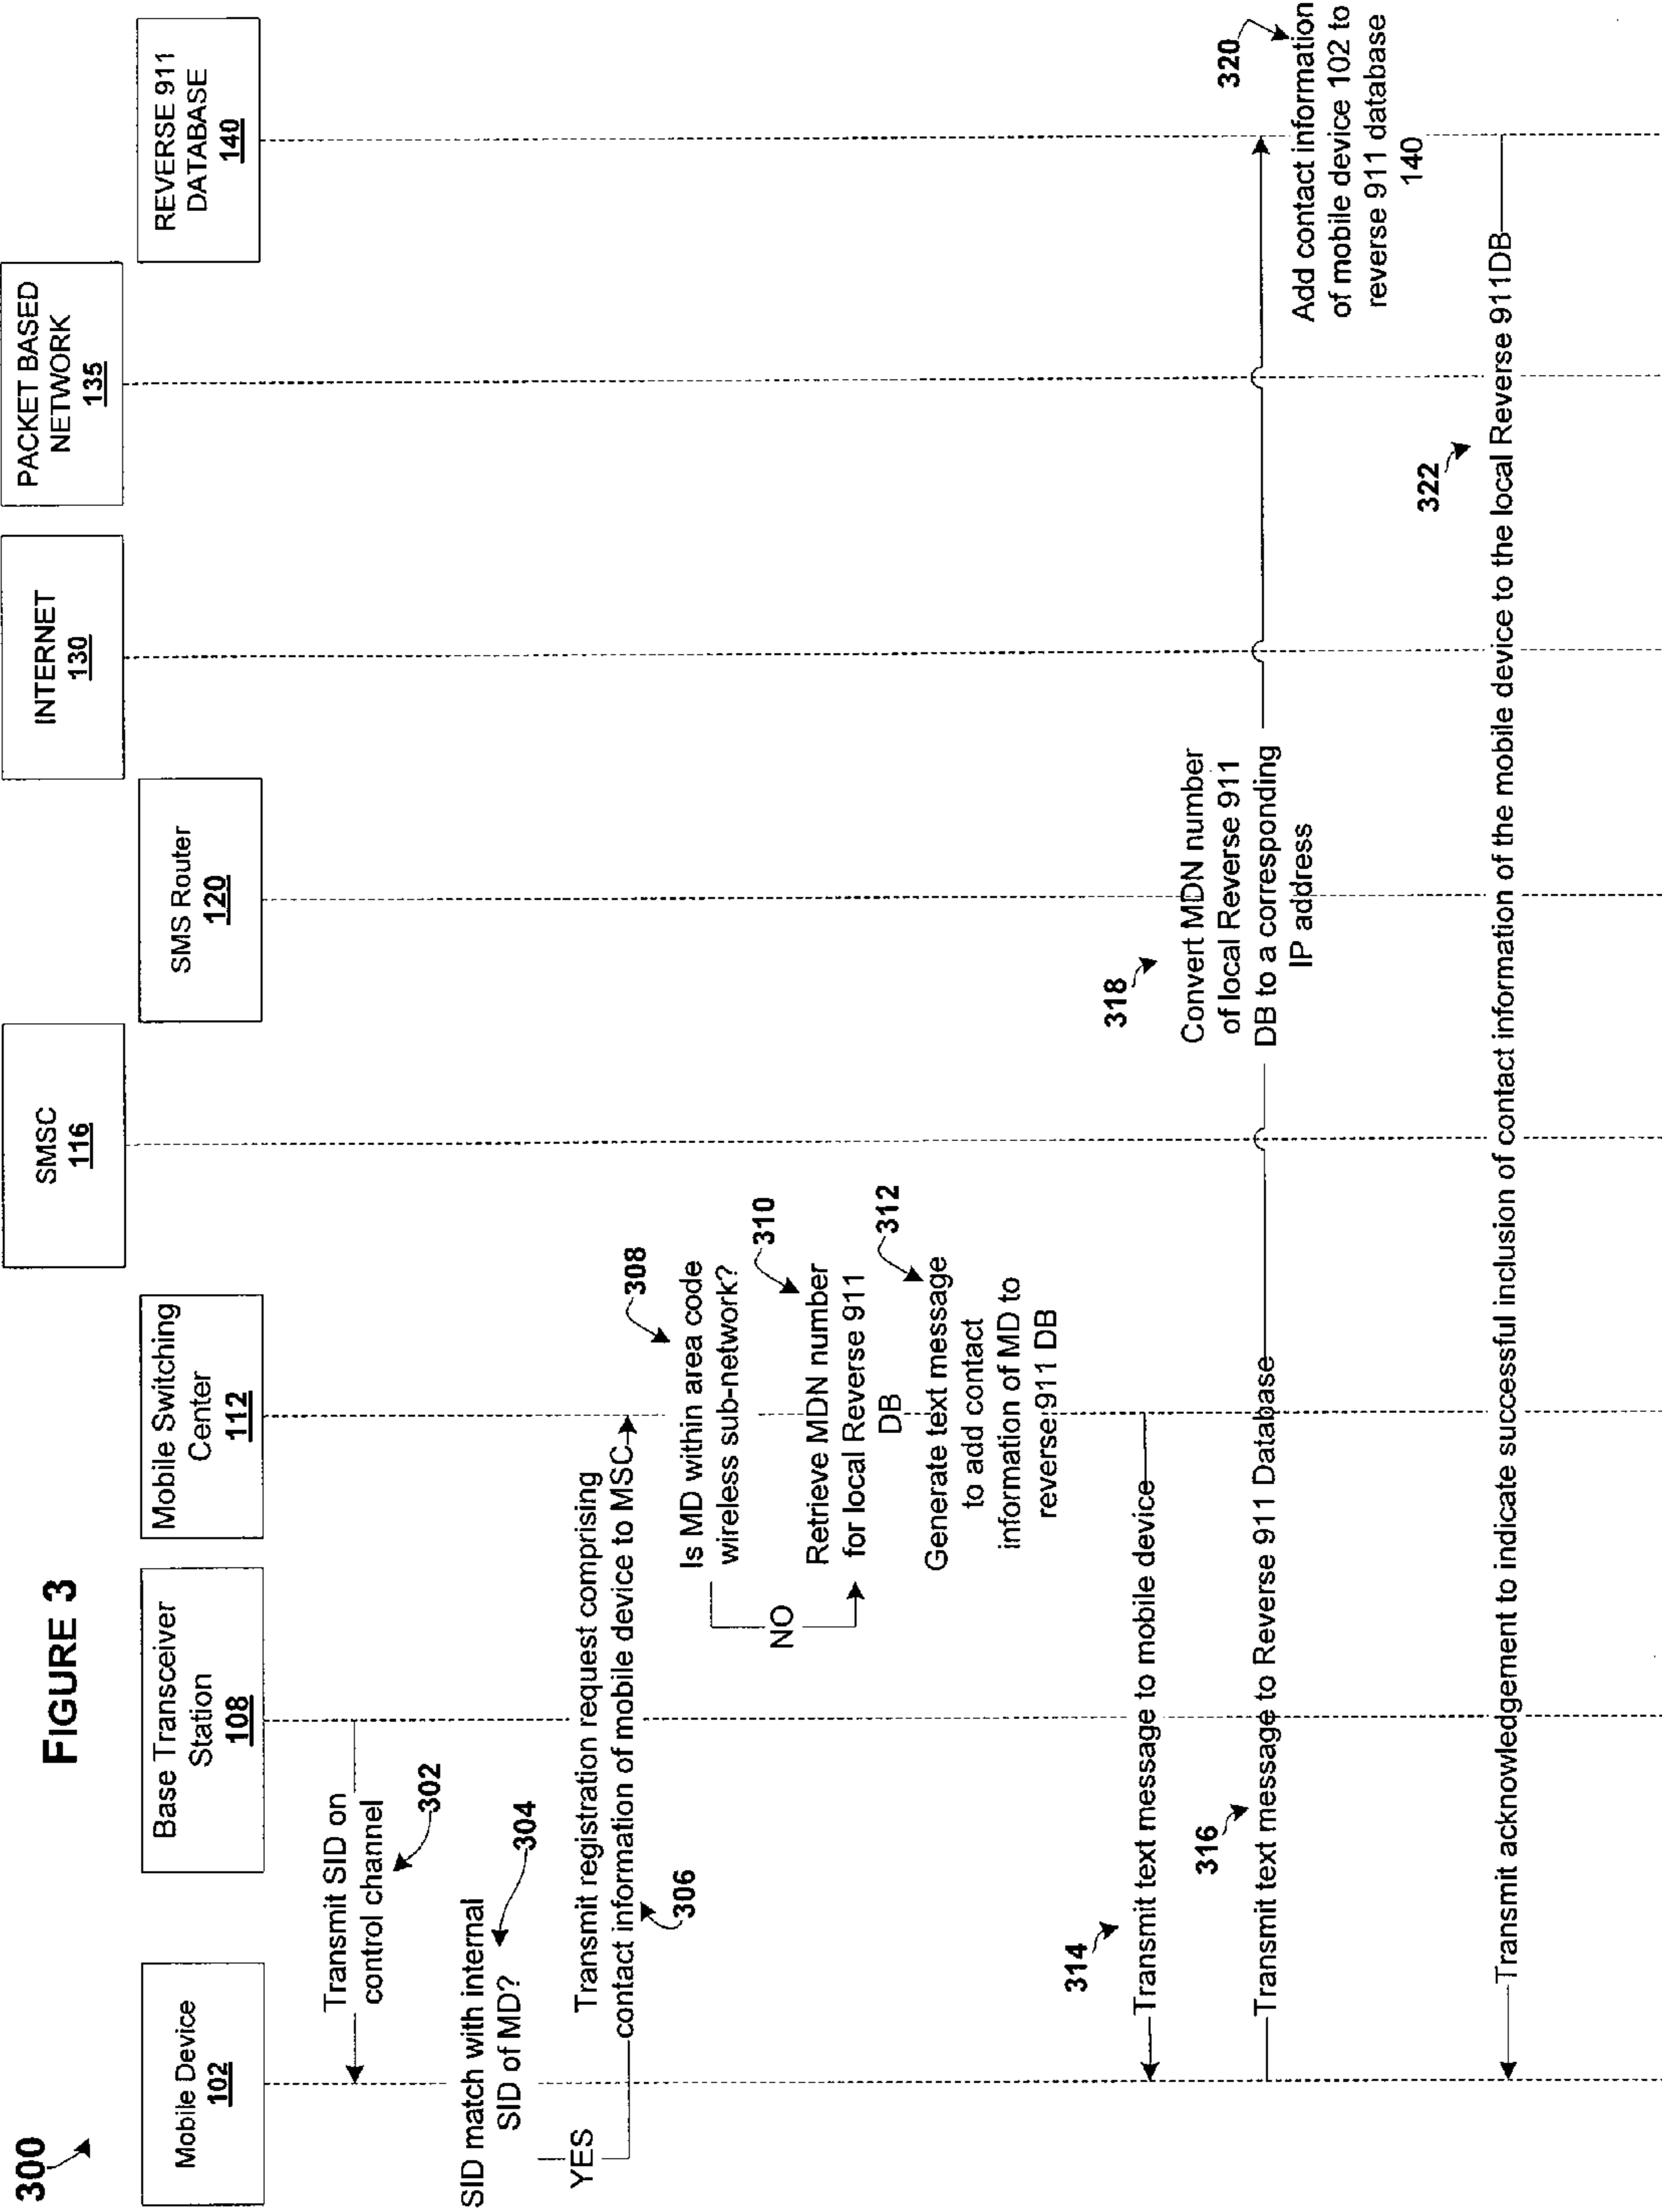 FIGURE 3
300
Mobile Device
102
Base Transceiver
Station
108
Mobile Switching
Center
112
SMSC
116
SMS Router
120
INTERNET
130
PACKET BASED
NETWORK
135
REVERSE 911
DATABASE
140
Transmit SID on
control channel
302
SID match with internal
SID of MD?
304
YES
Transmit registration request comprising
contact information of mobile device to MSC
306
Is MD within area code
wireless sub-network?
308
NO
Retrieve MDN number
for local Reverse 911
DB
310
Generate text message
to add contact
information of MD to
reverse 911 DB
312
314
Transmit text message to mobile device
316
Transmit text message to Reverse 911 Database
318
Convert MDN number
of local Reverse 911
DB to a corresponding
IP address
320
Add contact information
of mobile device 102 to
reverse 911 database
140
322
Transmit acknowledgement to indicate successful inclusion of contact information of the mobile device to the local Reverse 911DB